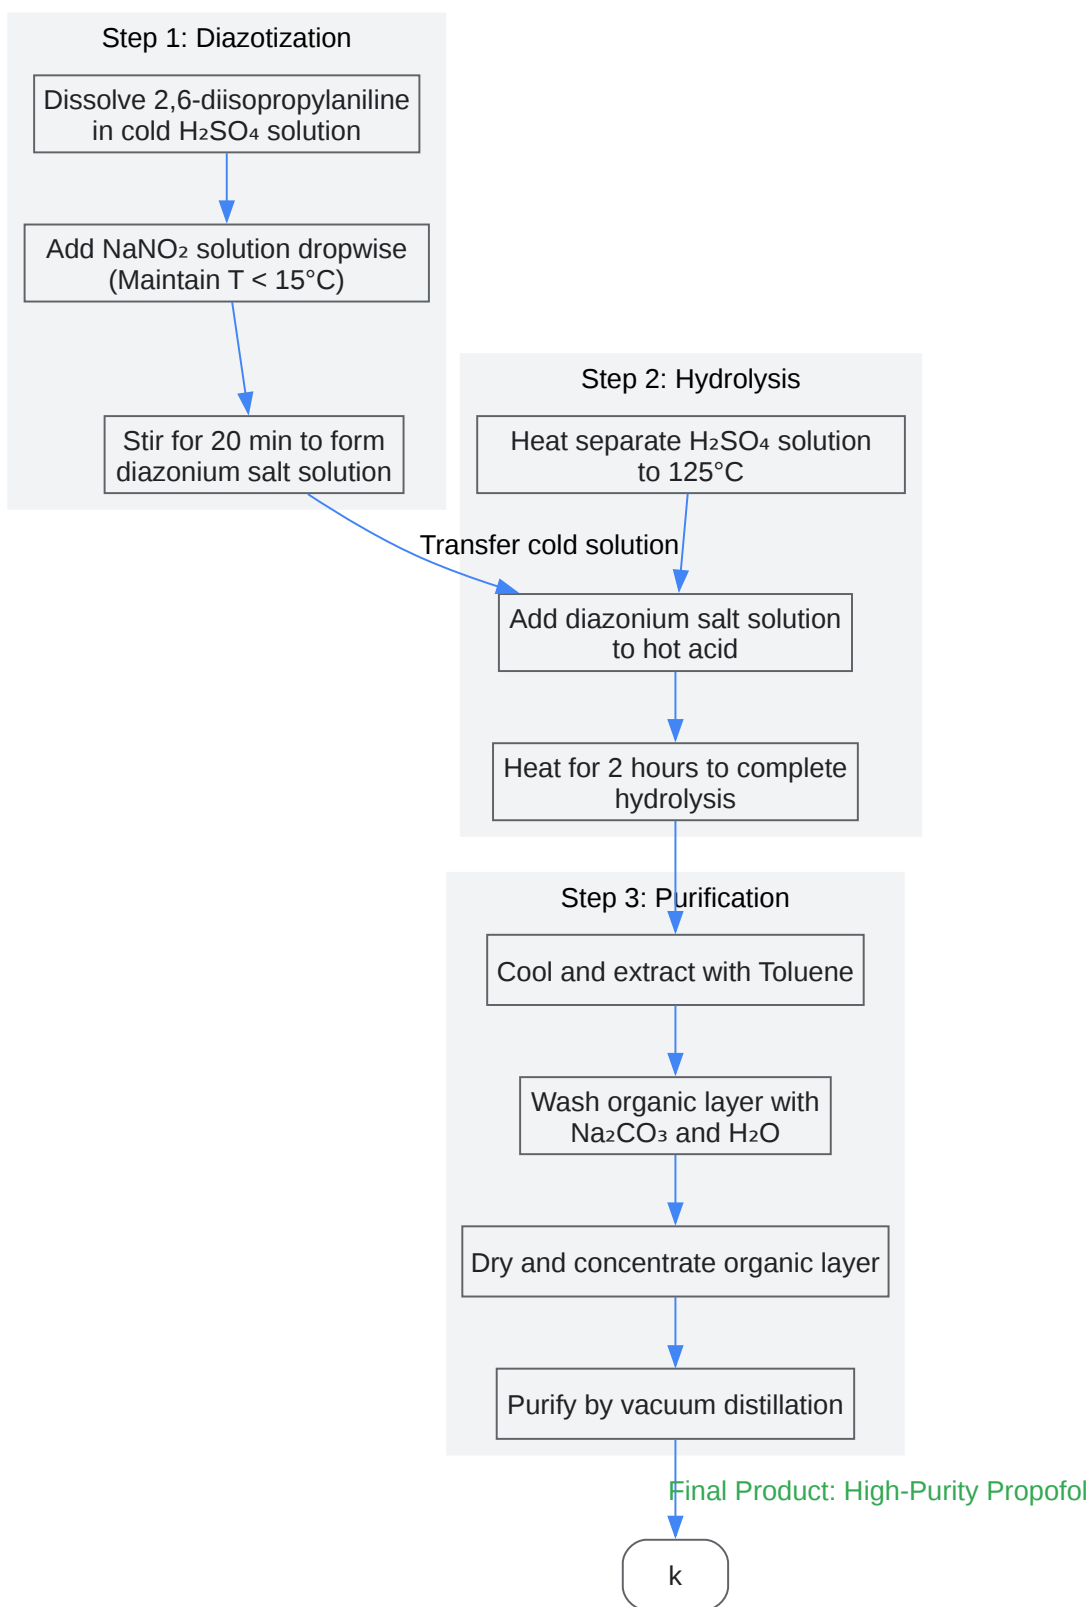 Step 1: Diazotization
Dissolve 2,6-diisopropylaniline
in cold H₂SO₄ solution
Add NaNO₂ solution dropwise
(Maintain T < 15°C)
Stir for 20 min to form
diazonium salt solution
Step 2: Hydrolysis
Heat separate H₂SO₄ solution
to 125°C
Transfer cold solution
Add diazonium salt solution
to hot acid
Heat for 2 hours to complete
hydrolysis
Step 3: Purification
Cool and extract with Toluene
Wash organic layer with
Na₂CO₃ and H₂O
Dry and concentrate organic layer
Purify by vacuum distillation
Final Product: High-Purity Propofol
k